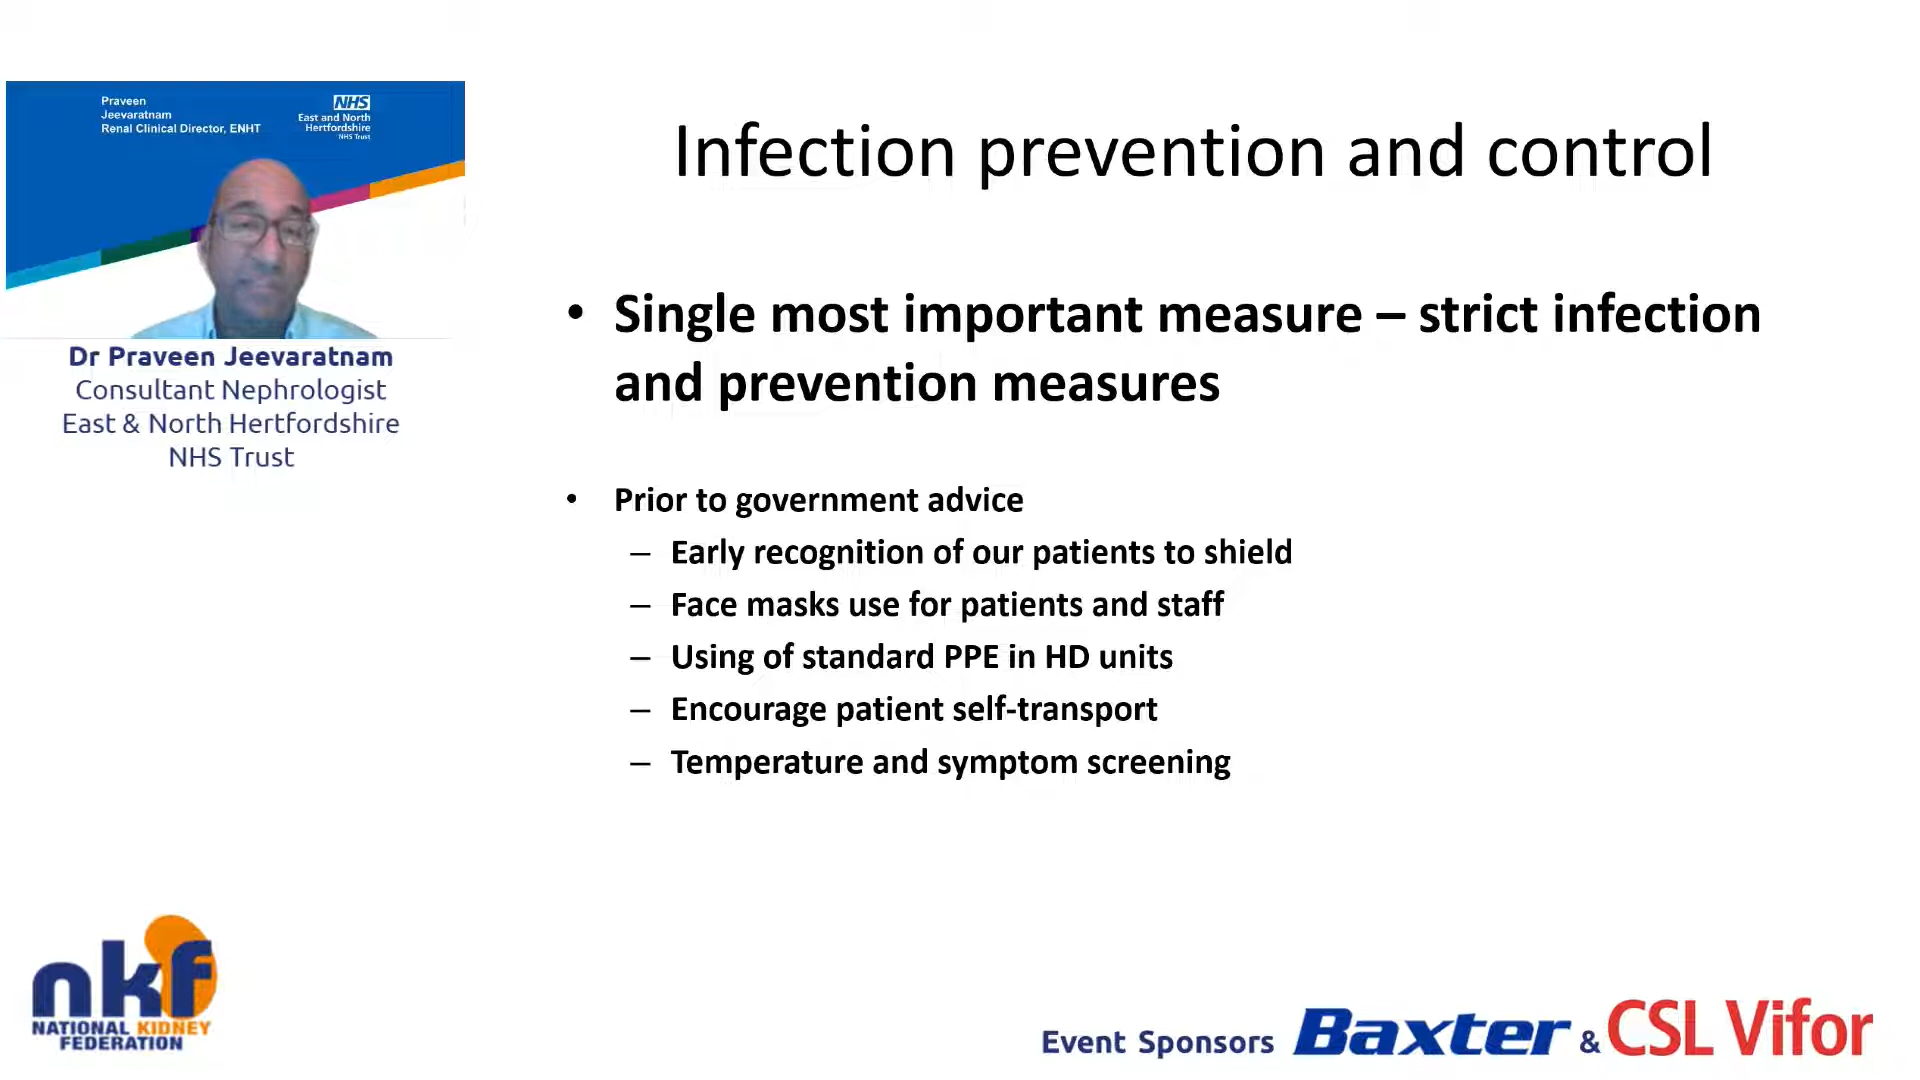 Praveen
Jeevaratnam
Renal Clinical Director, ENHT
NHS
East and North
Hertfordshire
NHS Trust
Dr Praveen Jeevaratnam
Consultant Nephrologist
East & North Hertfordshire
NHS Trust
Infection prevention and control
• Single most important measure – strict infection
and prevention measures
• Prior to government advice
– Early recognition of our patients to shield
– Face masks use for patients and staff
– Using of standard PPE in HD units
– Encourage patient self-transport
– Temperature and symptom screening
nkf
NATIONAL KIDNEY
FEDERATION
Event Sponsors Baxter & CSL Vifor